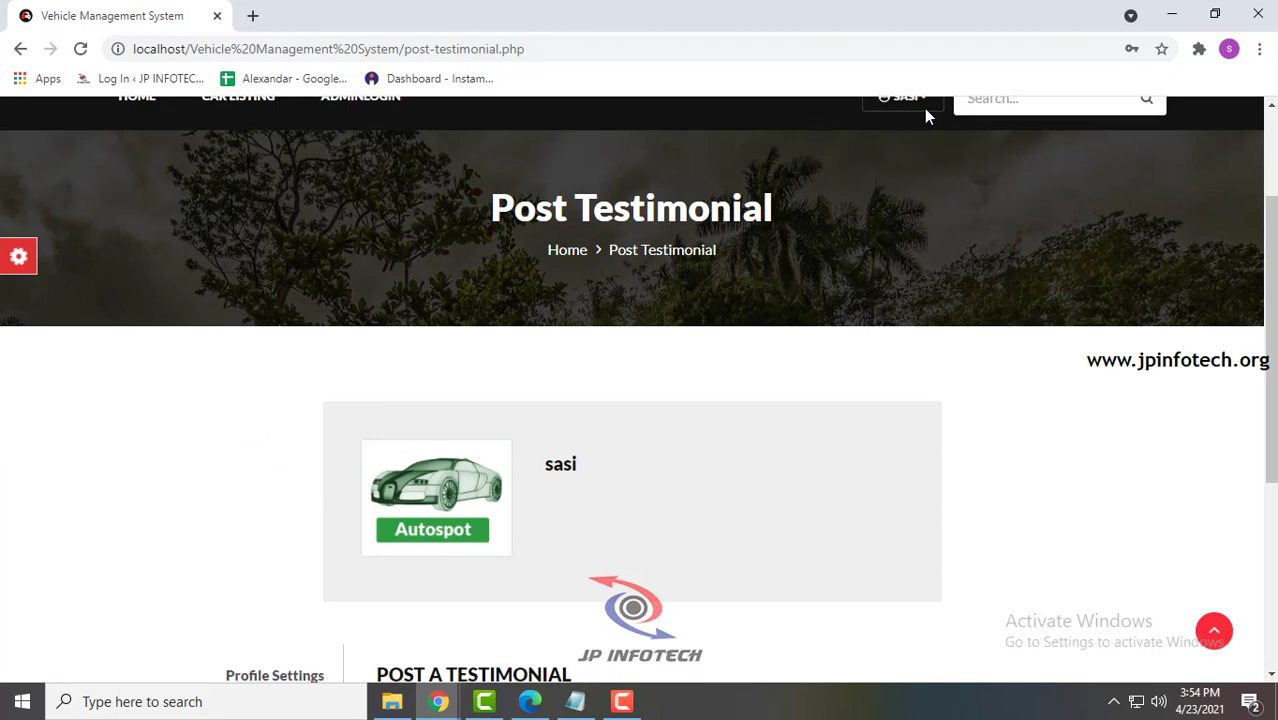 Vehicle Management System
localhost/Vehicle%20Management%20System/post-testimonial.php
S
Apps Log In ‹ JP INFOTEC... Alexandar - Google... Dashboard - Instam...
HOME CAR LISTING ADMINLOGIN SASI Search...
Post Testimonial
Home > Post Testimonial
www.jpinfotech.org
sasi
Autospot
JP INFOTECH
Activate Windows
Go to Settings to activate Windows.
Profile Settings POST A TESTIMONIAL
Type here to search
3:54 PM
4/23/2021
2